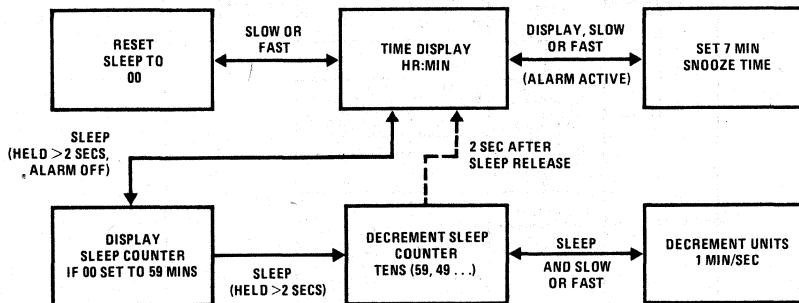 RESET
SLEEP TO
00
SLOW OR
FAST
TIME DISPLAY
HR:MIN
DISPLAY, SLOW
OR FAST
(ALARM ACTIVE)
SET 7 MIN
SNOOZE TIME
SLEEP
(HELD >2 SECS,
ALARM OFF)
2 SEC AFTER
SLEEP RELEASE
DISPLAY
SLEEP COUNTER
IF 00 SET TO 59 MINS
SLEEP
(HELD >2 SECS)
DECREMENT SLEEP
COUNTER
TENS (59, 49 . . .)
SLEEP
AND SLOW
OR FAST
DECREMENT UNITS
1 MIN/SEC